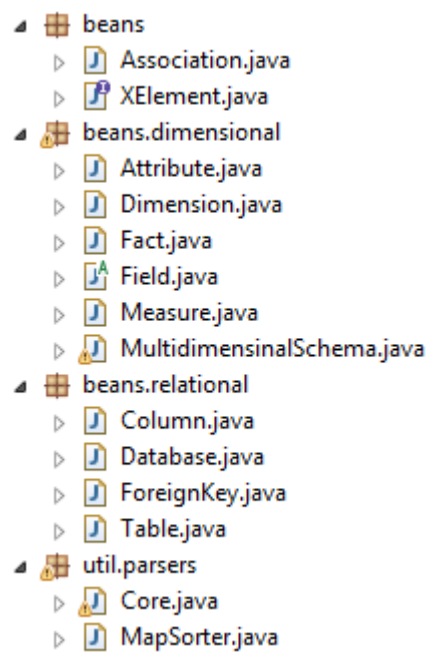 beans
Association.java
XElement.java
beans.dimensional
Attribute.java
Dimension.java
Fact.java
Field.java
Measure.java
MultidimensinalSchema.java
beans.relational
Column.java
Database.java
ForeignKey.java
Table.java
util.parsers
Core.java
MapSorter.java